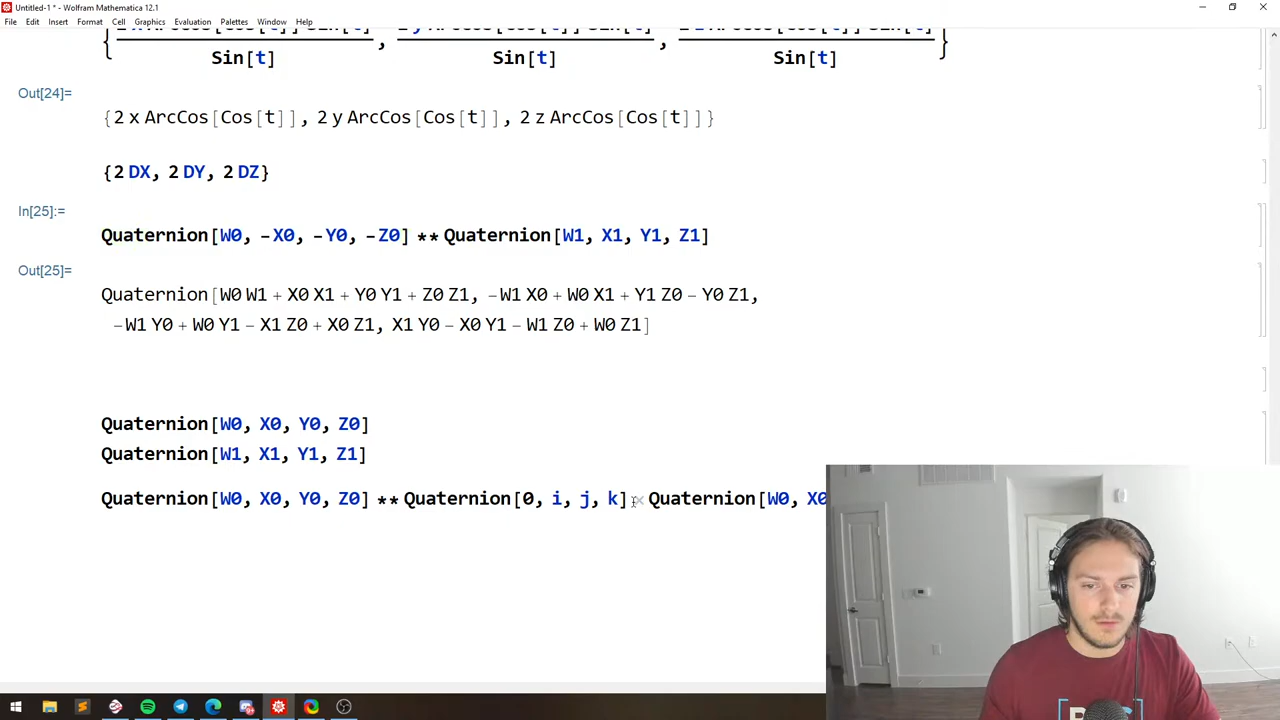 Untitled-1 * - Wolfram Mathematica 12.1
File Edit Insert Format Cell Graphics Evaluation Palettes Window Help
Sin[t] , Sin[t] , Sin[t]
Out[24]=
{2 x ArcCos[Cos[t]], 2 y ArcCos[Cos[t]], 2 z ArcCos[Cos[t]]}
{2 DX, 2 DY, 2 DZ}
In[25]:=
Quaternion[W0, -X0, -Y0, -Z0] ** Quaternion[W1, X1, Y1, Z1]
Out[25]=
Quaternion[W0 W1 + X0 X1 + Y0 Y1 + Z0 Z1, -W1 X0 + W0 X1 + Y1 Z0 - Y0 Z1,
-W1 Y0 + W0 Y1 - X1 Z0 + X0 Z1, X1 Y0 - X0 Y1 - W1 Z0 + W0 Z1]
Quaternion[W0, X0, Y0, Z0]
Quaternion[W1, X1, Y1, Z1]
Quaternion[W0, X0, Y0, Z0] ** Quaternion[0, i, j, k] × Quaternion[W0, X0